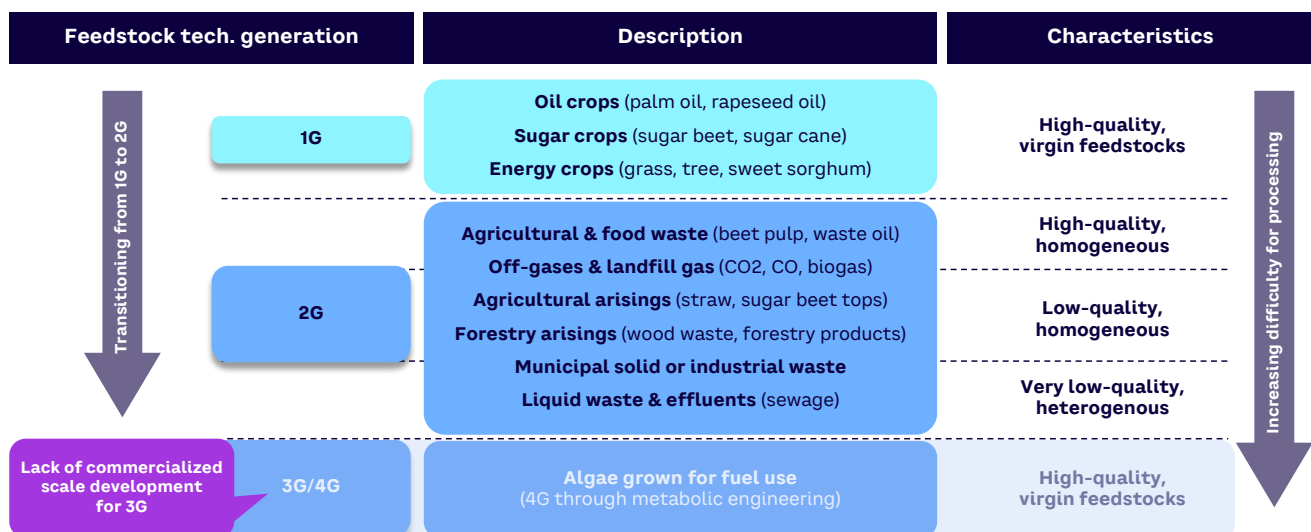 Feedstock tech. generation
Description
Characteristics
Transitioning from 1G to 2G
1G
Oil crops (palm oil, rapeseed oil)
Sugar crops (sugar beet, sugar cane)
Energy crops (grass, tree, sweet sorghum)
High-quality,
virgin feedstocks
Increasing difficulty for processing
2G
Agricultural & food waste (beet pulp, waste oil)
Off-gases & landfill gas (CO2, CO, biogas)
Agricultural arisings (straw, sugar beet tops)
Forestry arisings (wood waste, forestry products)
Municipal solid or industrial waste
Liquid waste & effluents (sewage)
High-quality,
homogeneous
Low-quality,
homogeneous
Very low-quality,
heterogenous
Lack of commercialized
scale development
for 3G
3G/4G
Algae grown for fuel use
(4G through metabolic engineering)
High-quality,
virgin feedstocks